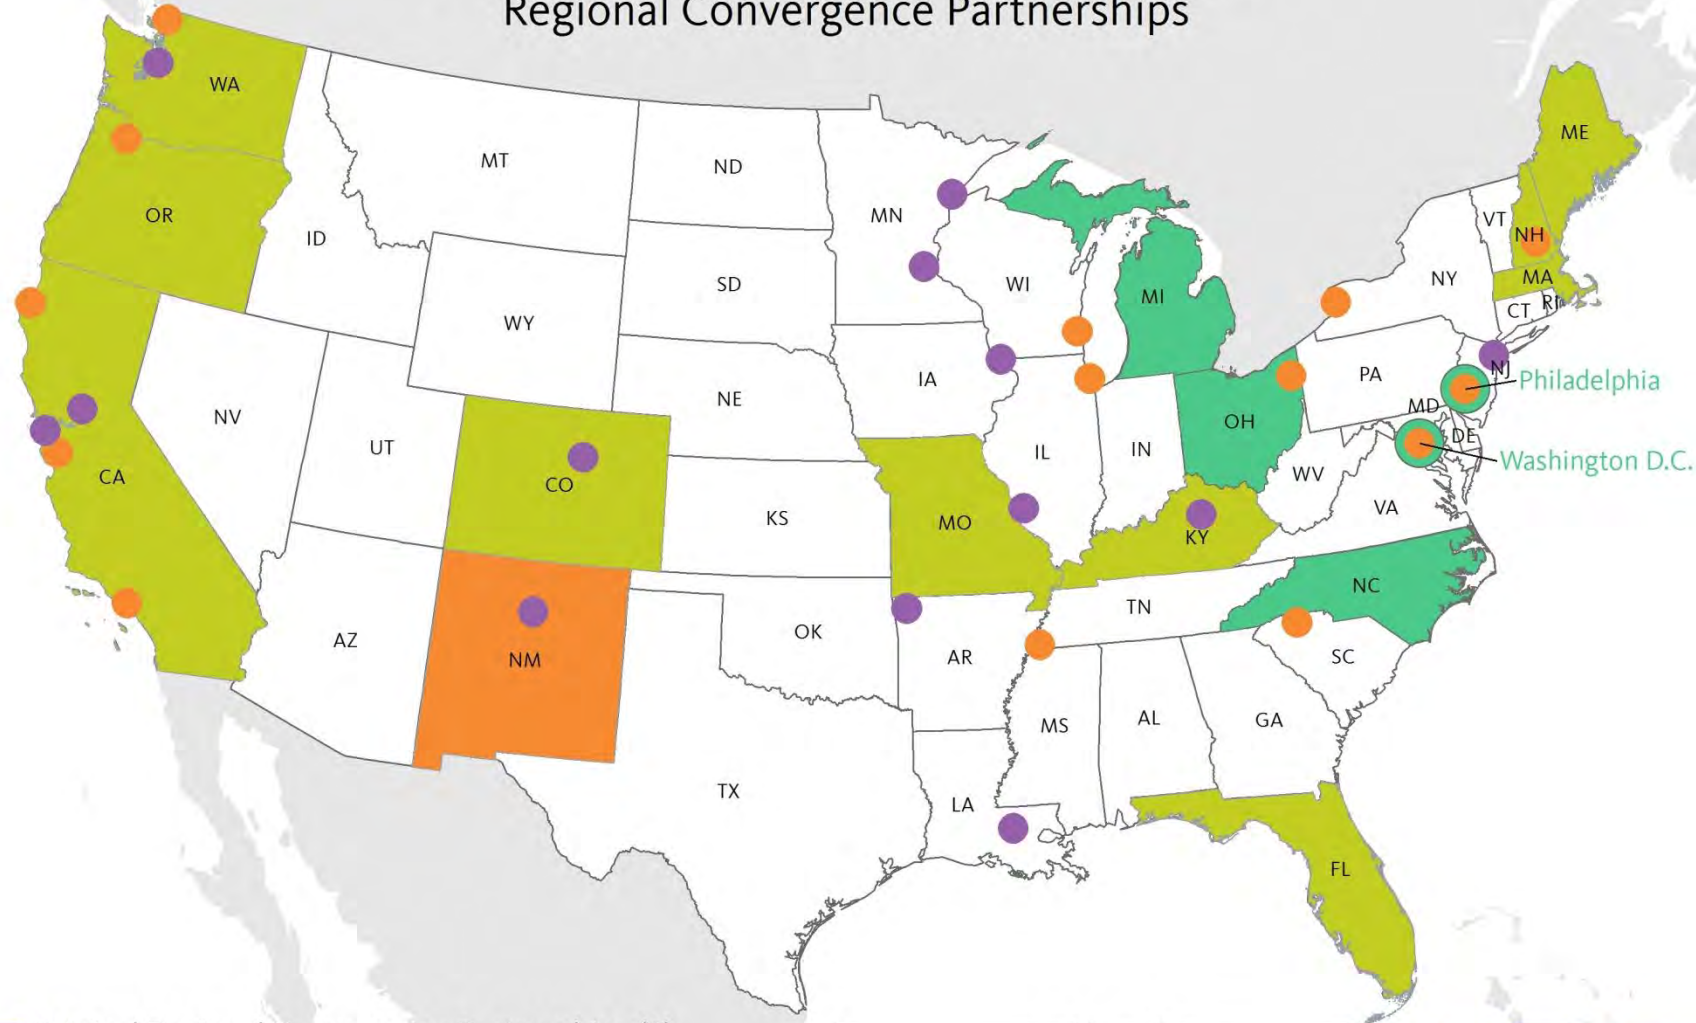 Regional Convergence Partnerships
WA
MT
ND
MN
ME
OR
ID
SD
WI
MI
VT
NH
NY
MA
CT
RI
WY
NE
IA
PA
NJ
Philadelphia
NV
UT
CO
IL
IN
OH
MD
DE
Washington D.C.
CA
KS
MO
KY
WV
VA
AZ
NM
OK
AR
TN
NC
SC
TX
LA
MS
AL
GA
FL